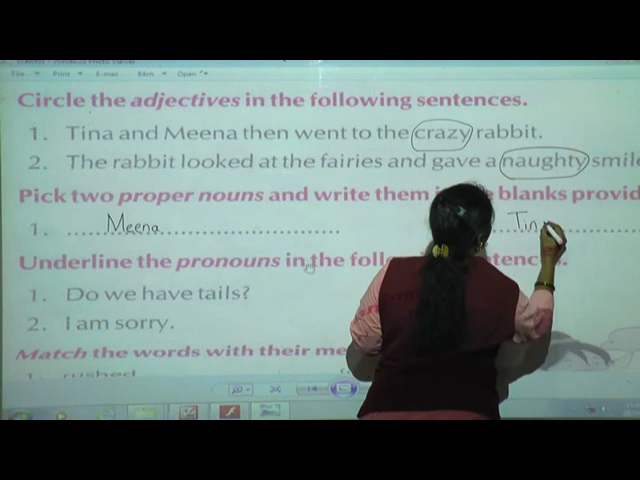 File Print E-mail Burn Open
Circle the adjectives in the following sentences.
1. Tina and Meena then went to the crazy rabbit.
2. The rabbit looked at the fairies and gave a naughty smile
Pick two proper nouns and write them in blanks provid
1. Meena Tin
Underline the pronouns in the sentences.
1. Do we have tails?
2. I am sorry.
Match the words with their me
1. rushed